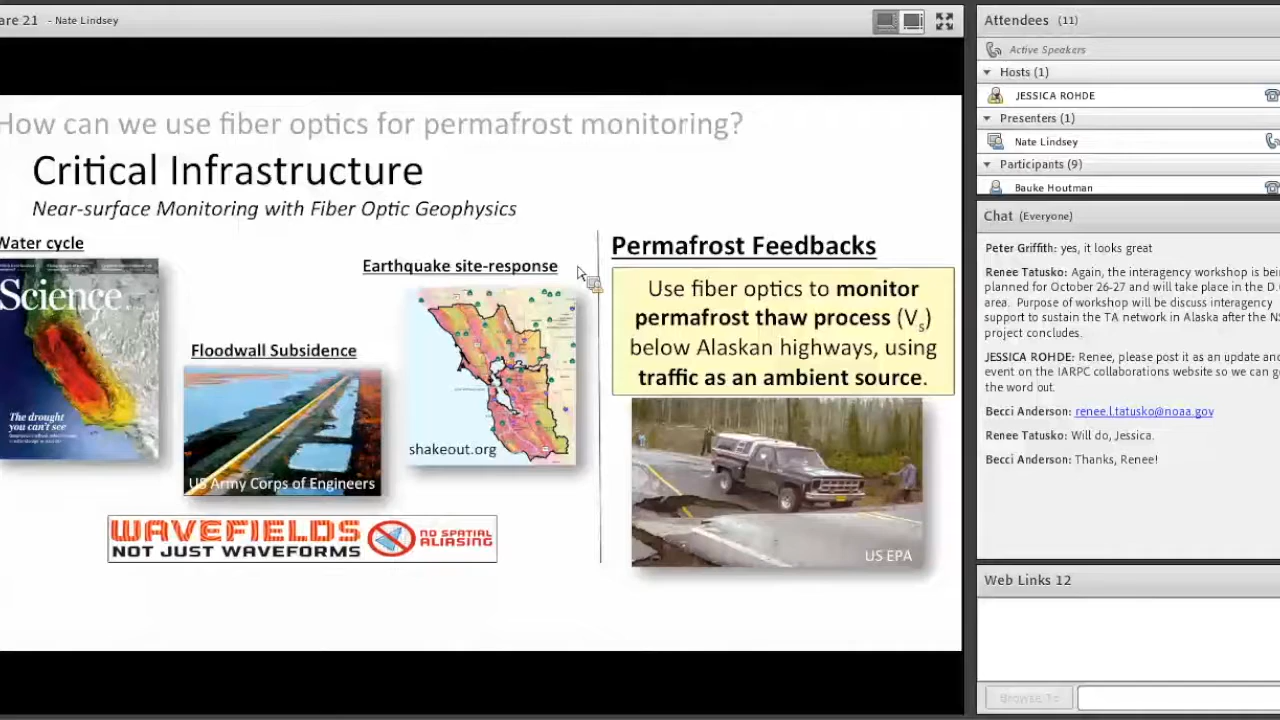 are 21 - Nate Lindsey
How can we use fiber optics for permafrost monitoring?
Critical Infrastructure
Near-surface Monitoring with Fiber Optic Geophysics
Water cycle
Science
The drought
you can't see
Floodwall Subsidence
US Army Corps of Engineers
Earthquake site-response
shakeout.org
WAVEFIELDS
NOT JUST WAVEFORMS
NO SPATIAL
ALIASING
Permafrost Feedbacks
Use fiber optics to monitor
permafrost thaw process (Vs)
below Alaskan highways, using
traffic as an ambient source.
US EPA
Attendees (11)
Active Speakers
Hosts (1)
JESSICA ROHDE
Presenters (1)
Nate Lindsey
Participants (9)
Bauke Houtman
Chat (Everyone)
Peter Griffith: yes, it looks great
Renee Tatusko: Again, the interagency workshop is bei
planned for October 26-27 and will take place in the D.
area. Purpose of workshop will be discuss interagency
support to sustain the TA network in Alaska after the NS
project concludes.
JESSICA ROHDE: Renee, please post it as an update and
event on the IARPC collaborations website so we can ge
the word out.
Becci Anderson: renee.l.tatusko@noaa.gov
Renee Tatusko: Will do, Jessica.
Becci Anderson: Thanks, Renee!
Web Links 12
Browse To